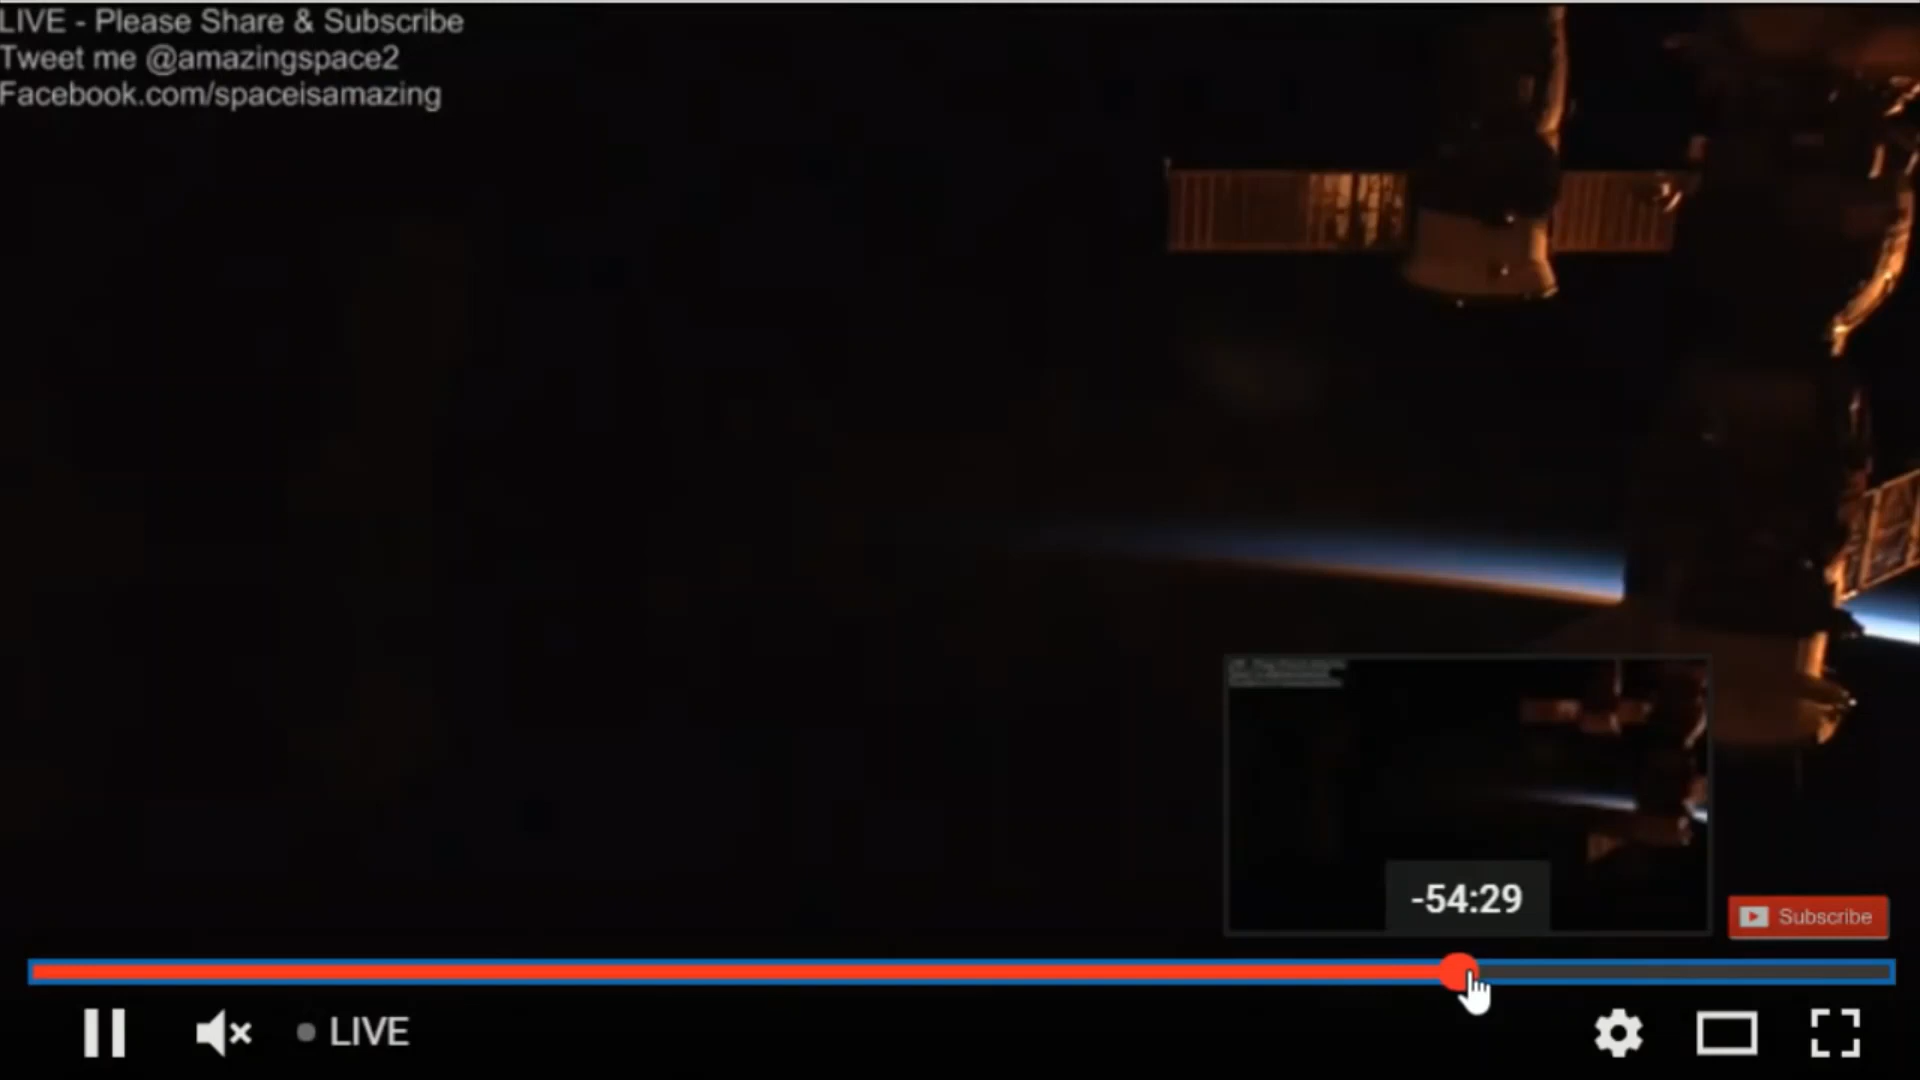 LIVE - Please Share & Subscribe
Tweet me @amazingspace2
Facebook.com/spaceisamazing
-54:29
Subscribe
LIVE